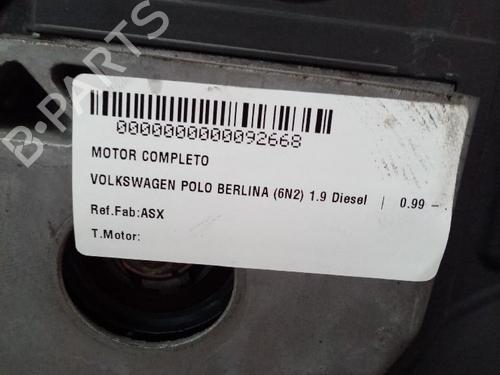 B-PARTS
0000000000092668
MOTOR COMPLETO
VOLKSWAGEN POLO BERLINA (6N2) 1.9 Diesel | 0.99 –
Ref.Fab:ASX
T.Motor: